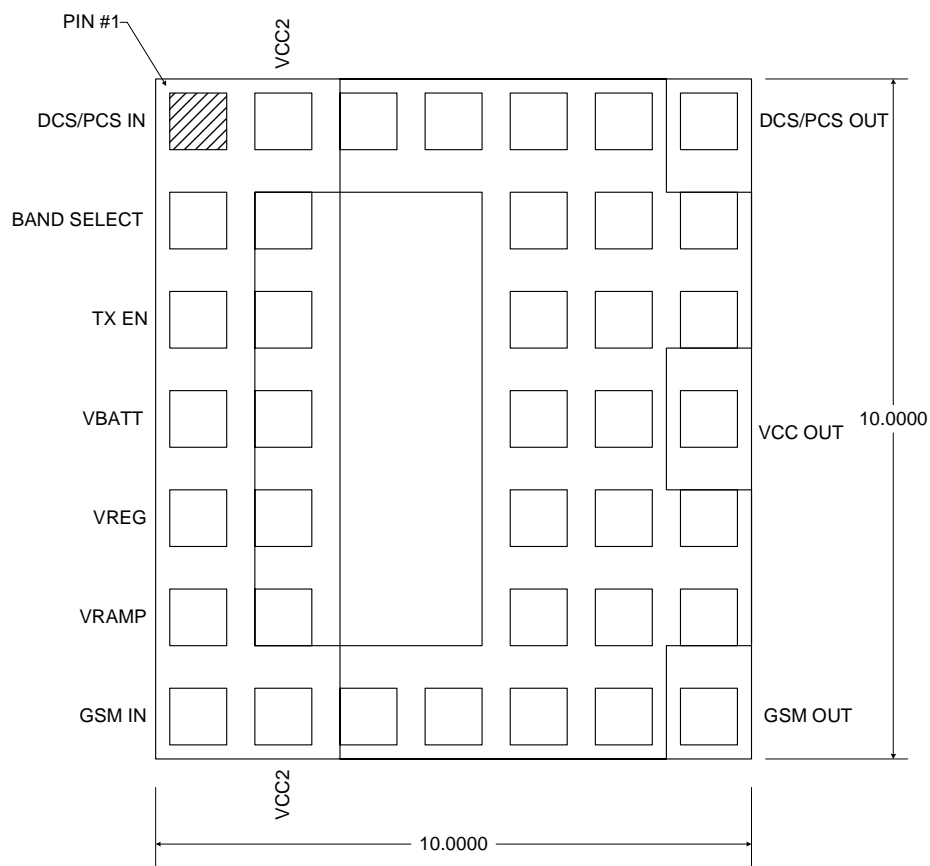 PIN #1
VCC2
DCS/PCS IN
DCS/PCS OUT
BAND SELECT
TX EN
VBATT
VCC OUT
10.0000
VREG
VRAMP
GSM IN
GSM OUT
VCC2
10.0000